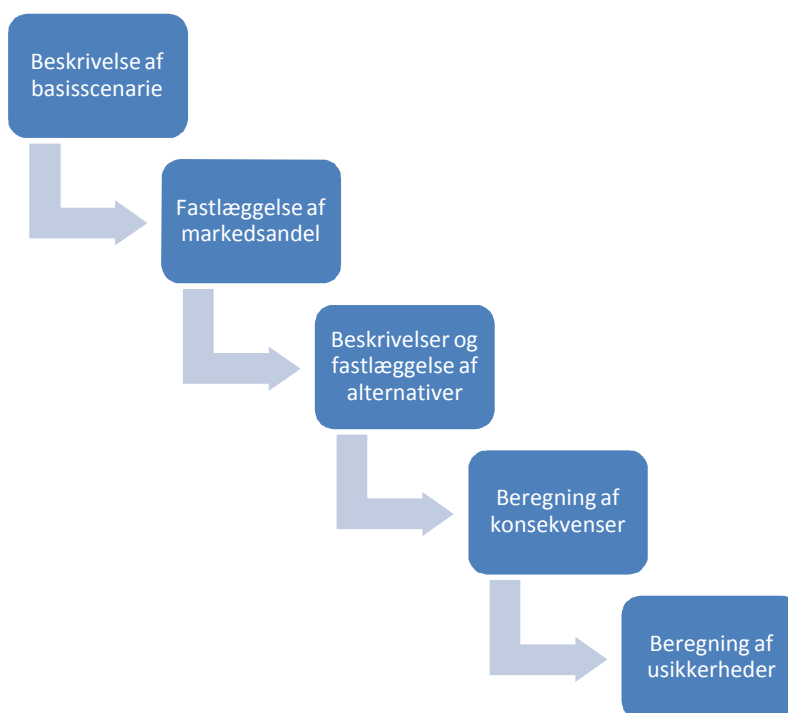 Beskrivelse af
basisscenarie
Fastlæggelse af
markedsandel
Beskrivelser og
fastlæggelse af
alternativer
Beregning af
konsekvenser
Beregning af
usikkerheder